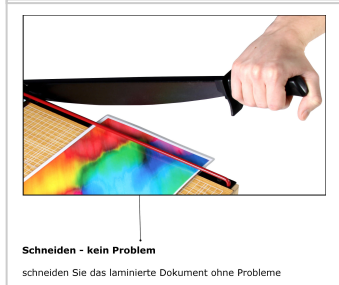 Schneiden - kein Problem
schneiden Sie das laminierte Dokument ohne Probleme